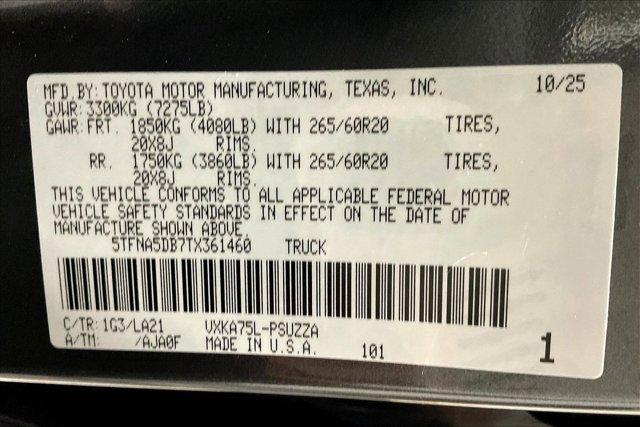 MFD.BY: TOYOTA MOTOR MANUFACTURING, TEXAS, INC. 10/25
GVWR: 3300KG (7275LB)
GAWR: FRT. 1850KG (4080LB) WITH 265/60R20 TIRES,
20X8J RIMS.
RR. 1750KG (3860LB) WITH 265/60R20 TIRES,
20X8J RIMS.
THIS VEHICLE CONFORMS TO ALL APPLICABLE FEDERAL MOTOR
VEHICLE SAFETY STANDARDS IN EFFECT ON THE DATE OF
MANUFACTURE SHOWN ABOVE.
5TFNA5DB7TX361460 TRUCK
C/TR: 1G3/LA21 VXKA75L-PSUZZA
A/TM: /AJA0F MADE IN U.S.A. 101 1